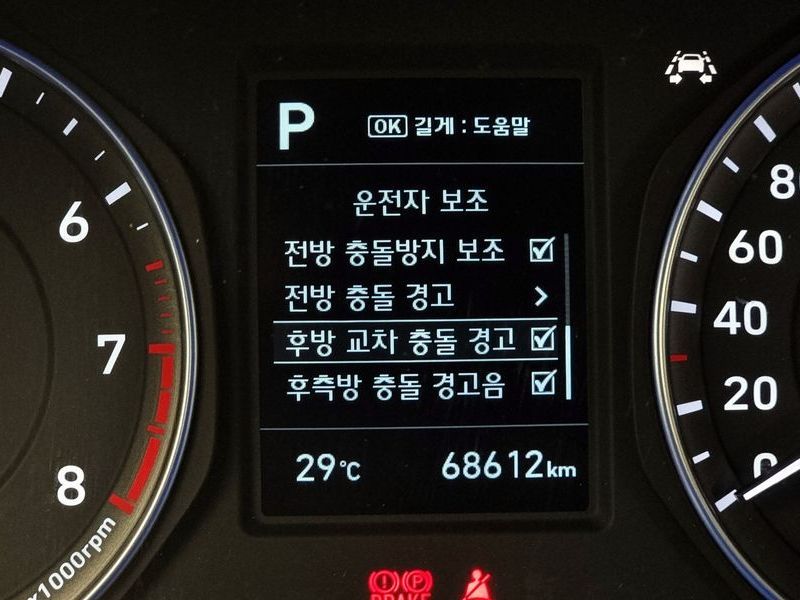 P
OK 길게 : 도움말
운전자 보조
전방 충돌방지 보조
전방 충돌 경고
후방 교차 충돌 경고
후측방 충돌 경고음
29°C 68612km
6
7
8
x1000rpm
80
60
40
20
0
P
BRAKE